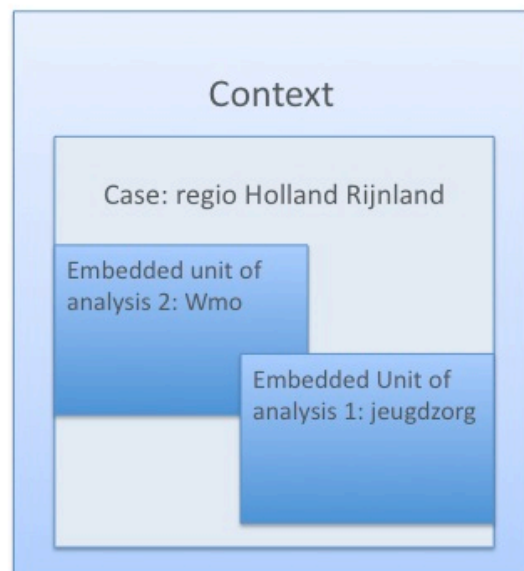 Context
Case: regio Holland Rijnland
Embedded unit of
analysis 2: Wmo
Embedded Unit of
analysis 1: jeugdzorg